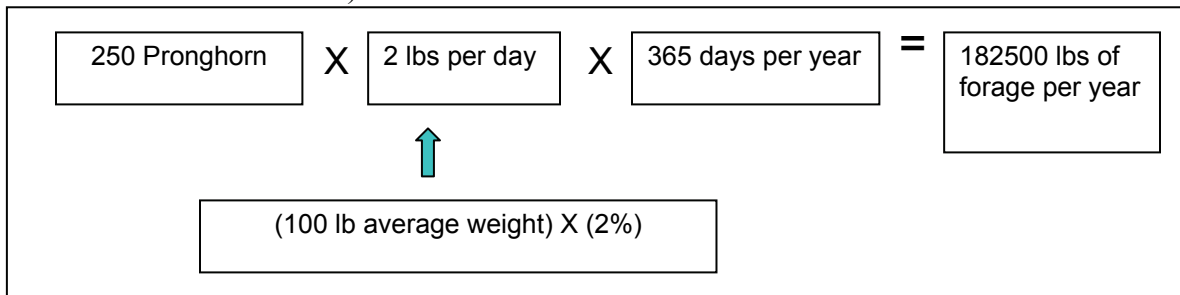 250 Pronghorn X 2 lbs per day X 365 days per year = 182500 lbs of
forage per year
(100 lb average weight) X (2%)